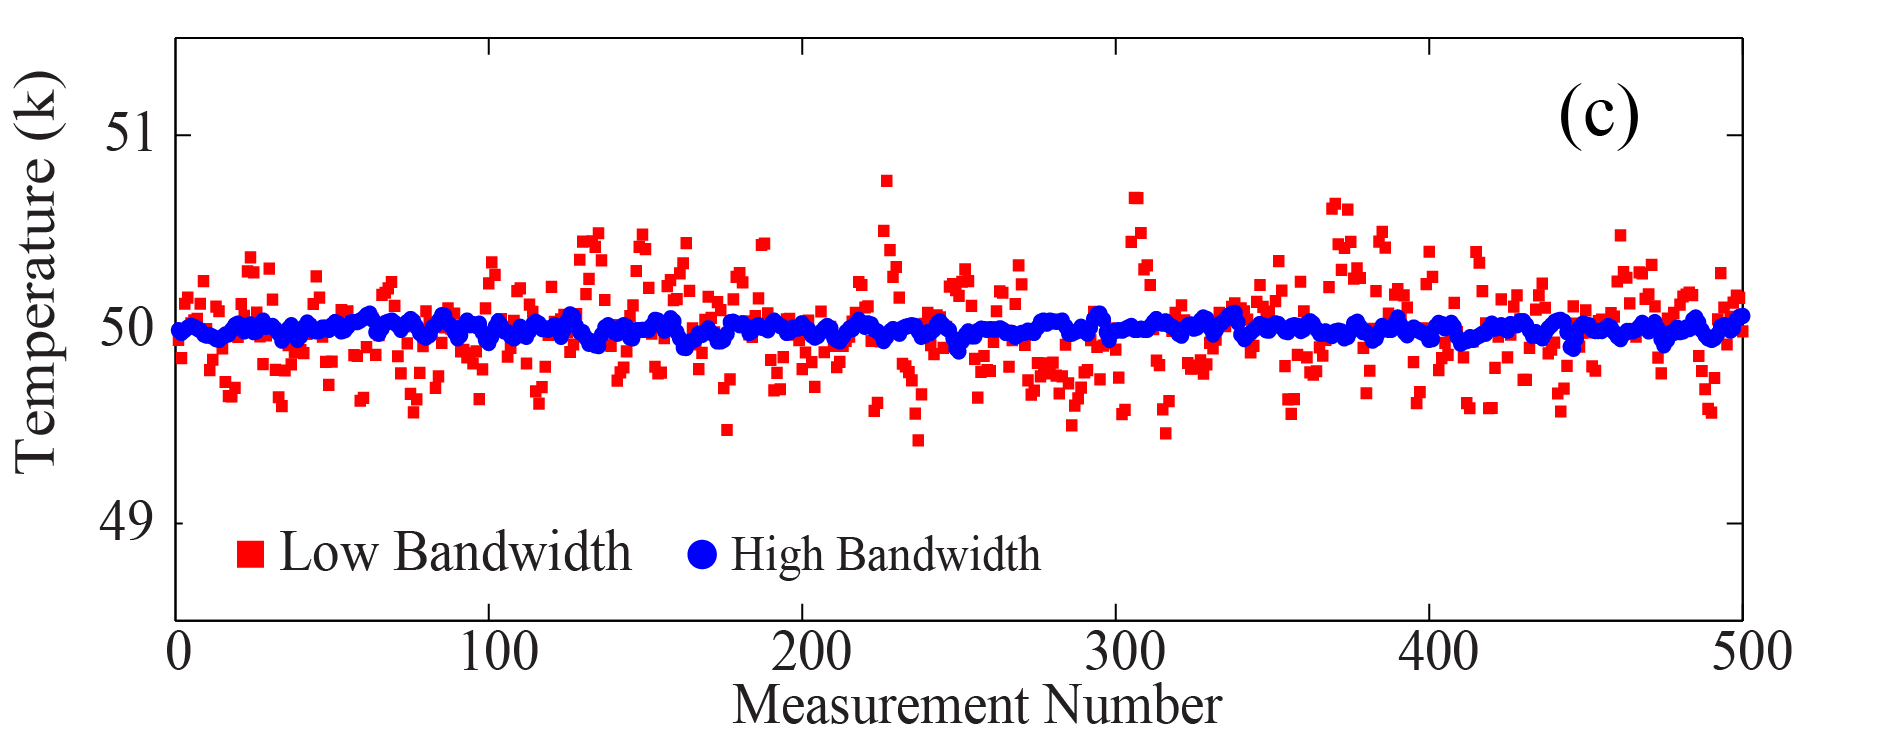 (c)
Temperature (k)
51
50
49
Low Bandwidth
High Bandwidth
0 100 200 300 400 500
Measurement Number